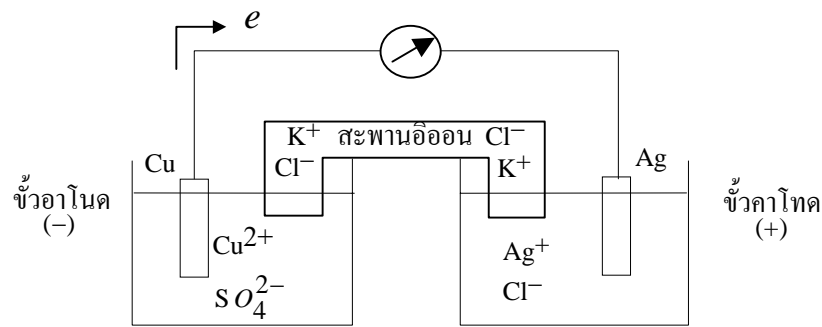 e
K⁺ สะพานอิออน Cl⁻
Cu Cl⁻ K⁺ Ag
ขั้วอาโนด
(−)
ขั้วคาโทด
(+)
Cu²⁺
SO₄²⁻
Ag⁺
Cl⁻